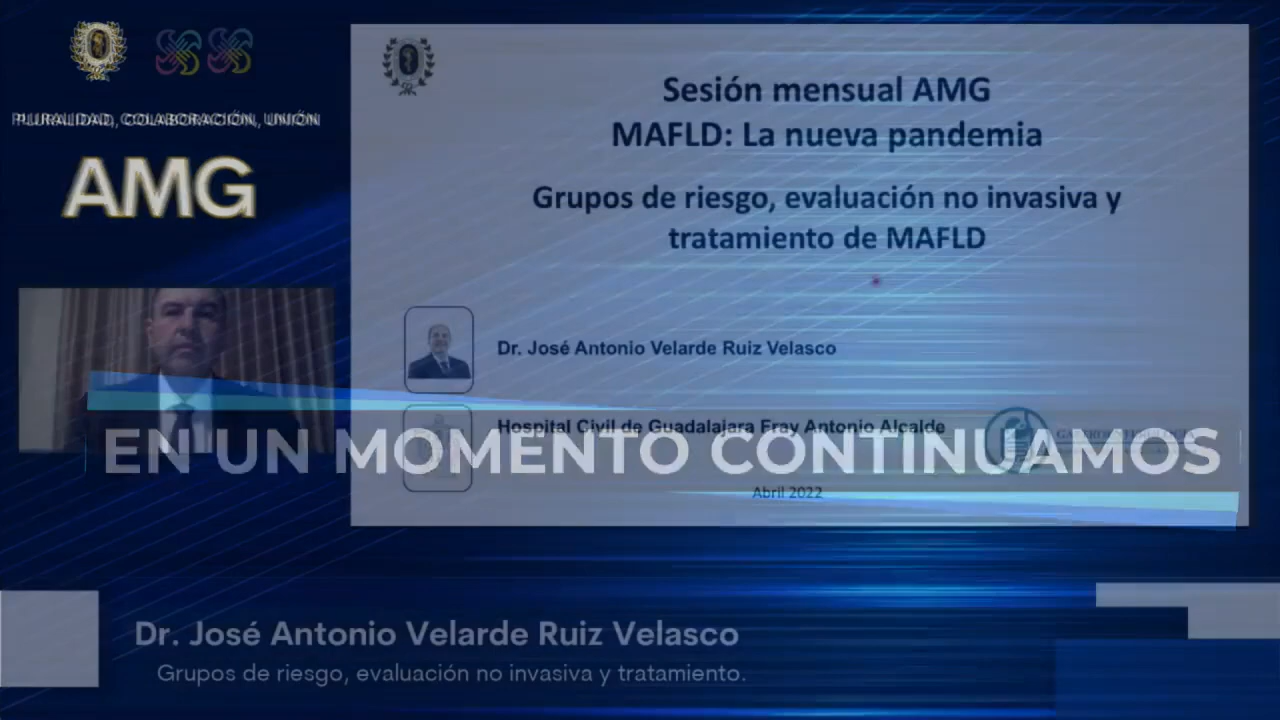 PLURALIDAD, COLABORACIÓN, UNIÓN
AMG
Sesión mensual AMG
MAFLD: La nueva pandemia
Grupos de riesgo, evaluación no invasiva y
tratamiento de MAFLD
Dr. José Antonio Velarde Ruiz Velasco
Hospital Civil de Guadalajara Fray Antonio Alcalde
EN UN MOMENTO CONTINUAMOS
Abril 2022
Dr. José Antonio Velarde Ruiz Velasco
Grupos de riesgo, evaluación no invasiva y tratamiento.